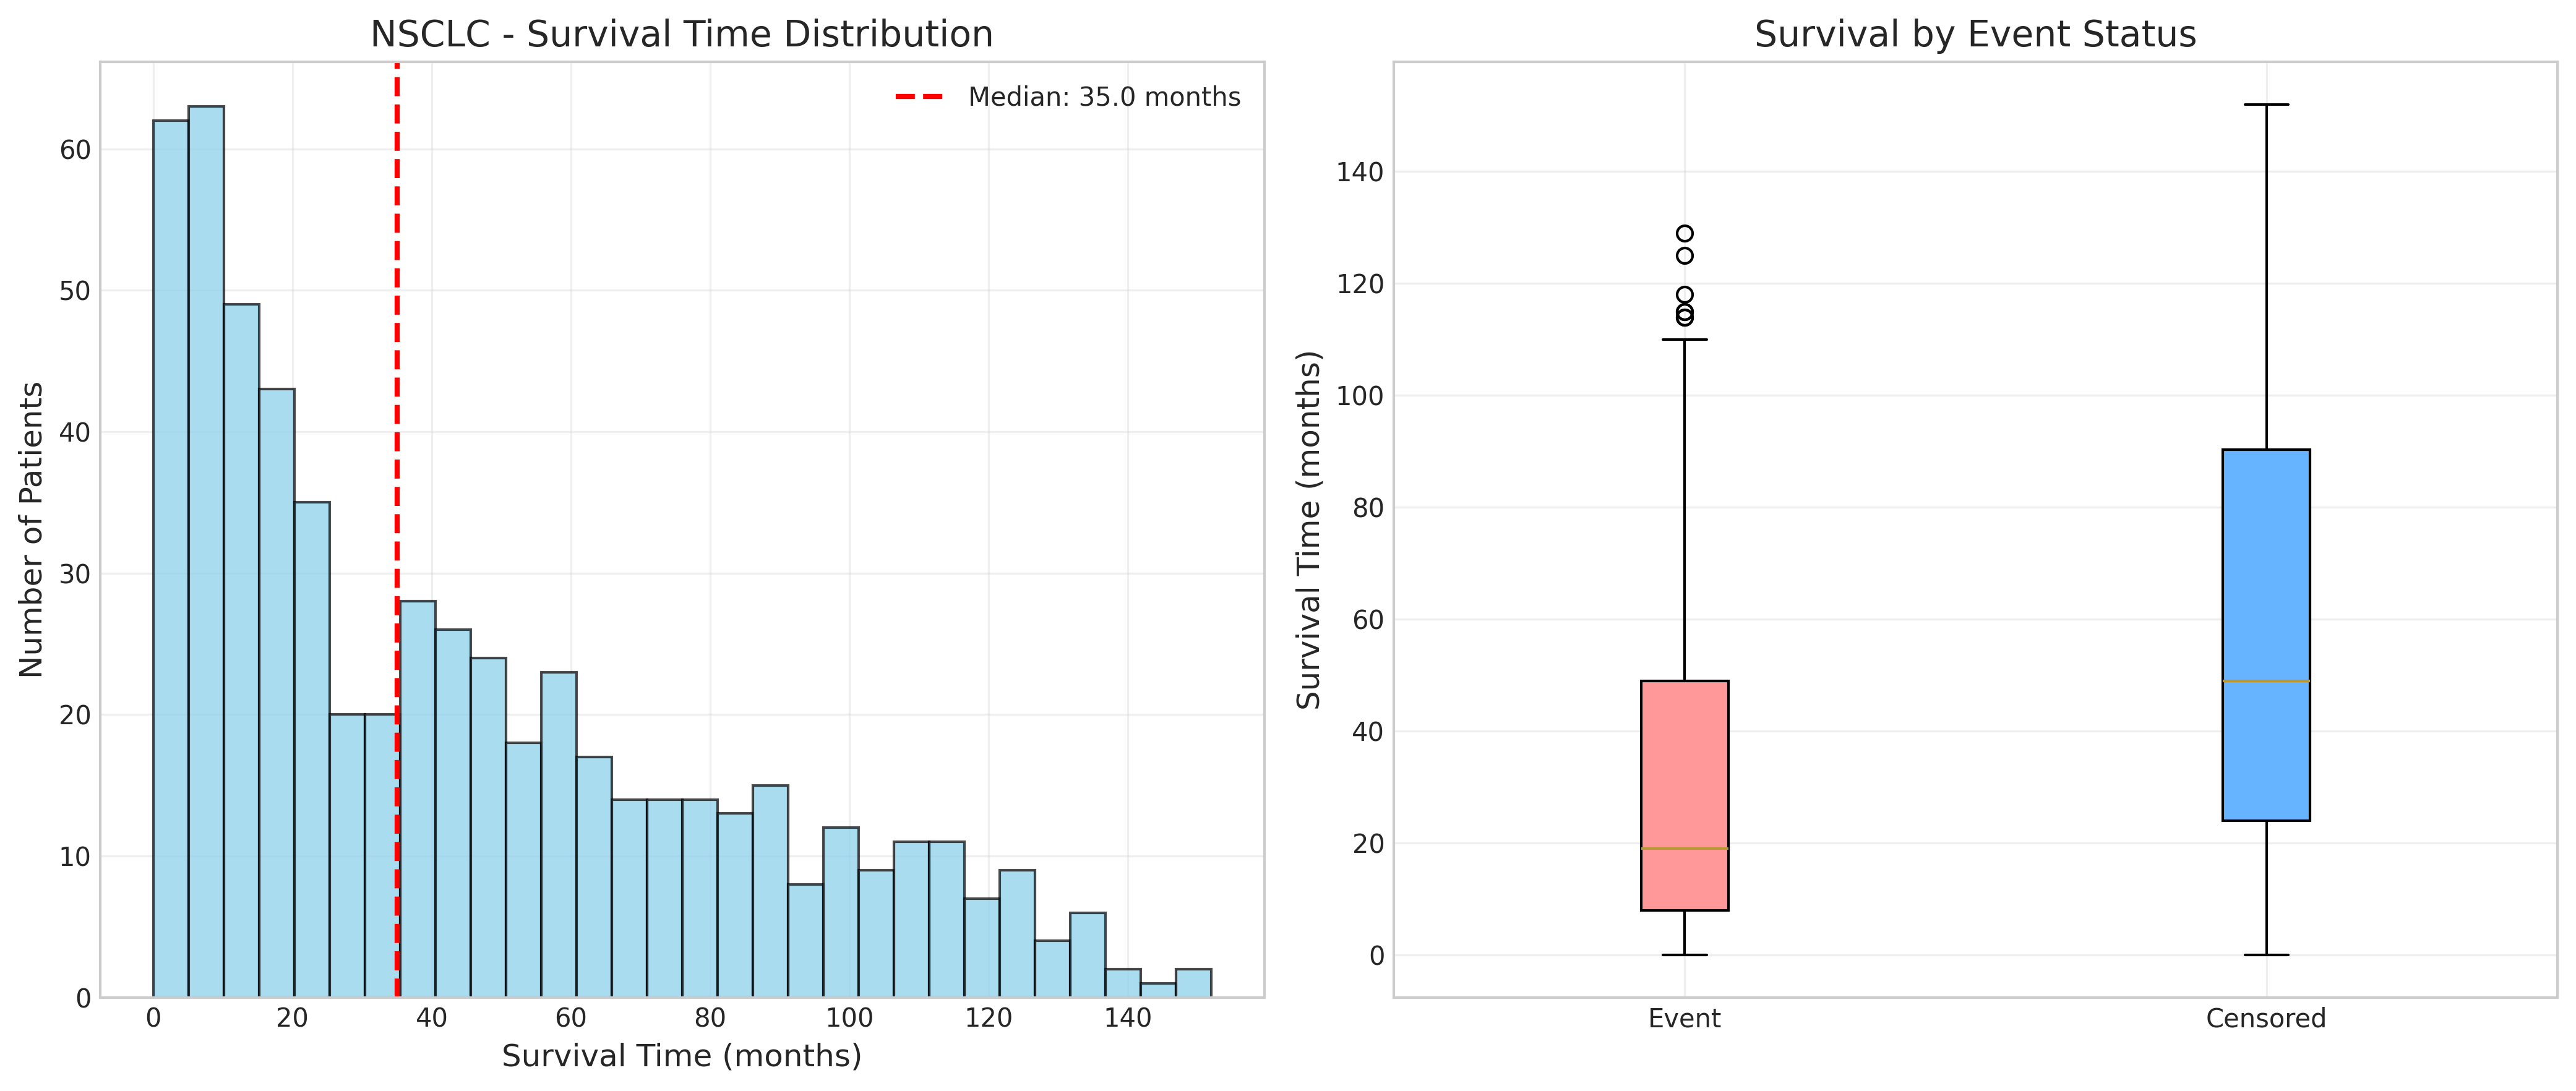 NSCLC - Survival Time Distribution
Median: 35.0 months
Number of Patients
60
50
40
30
20
10
0
0 20 40 60 80 100 120 140
Survival Time (months)
Survival by Event Status
Survival Time (months)
140
120
100
80
60
40
20
0
Event Censored